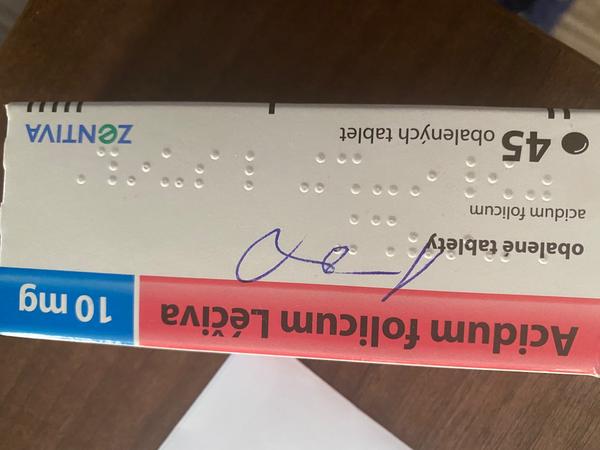 Acidum folicum Léčiva 10 mg
obalené tablety
acidum folicum
45 obalených tablet
ZENTIVA